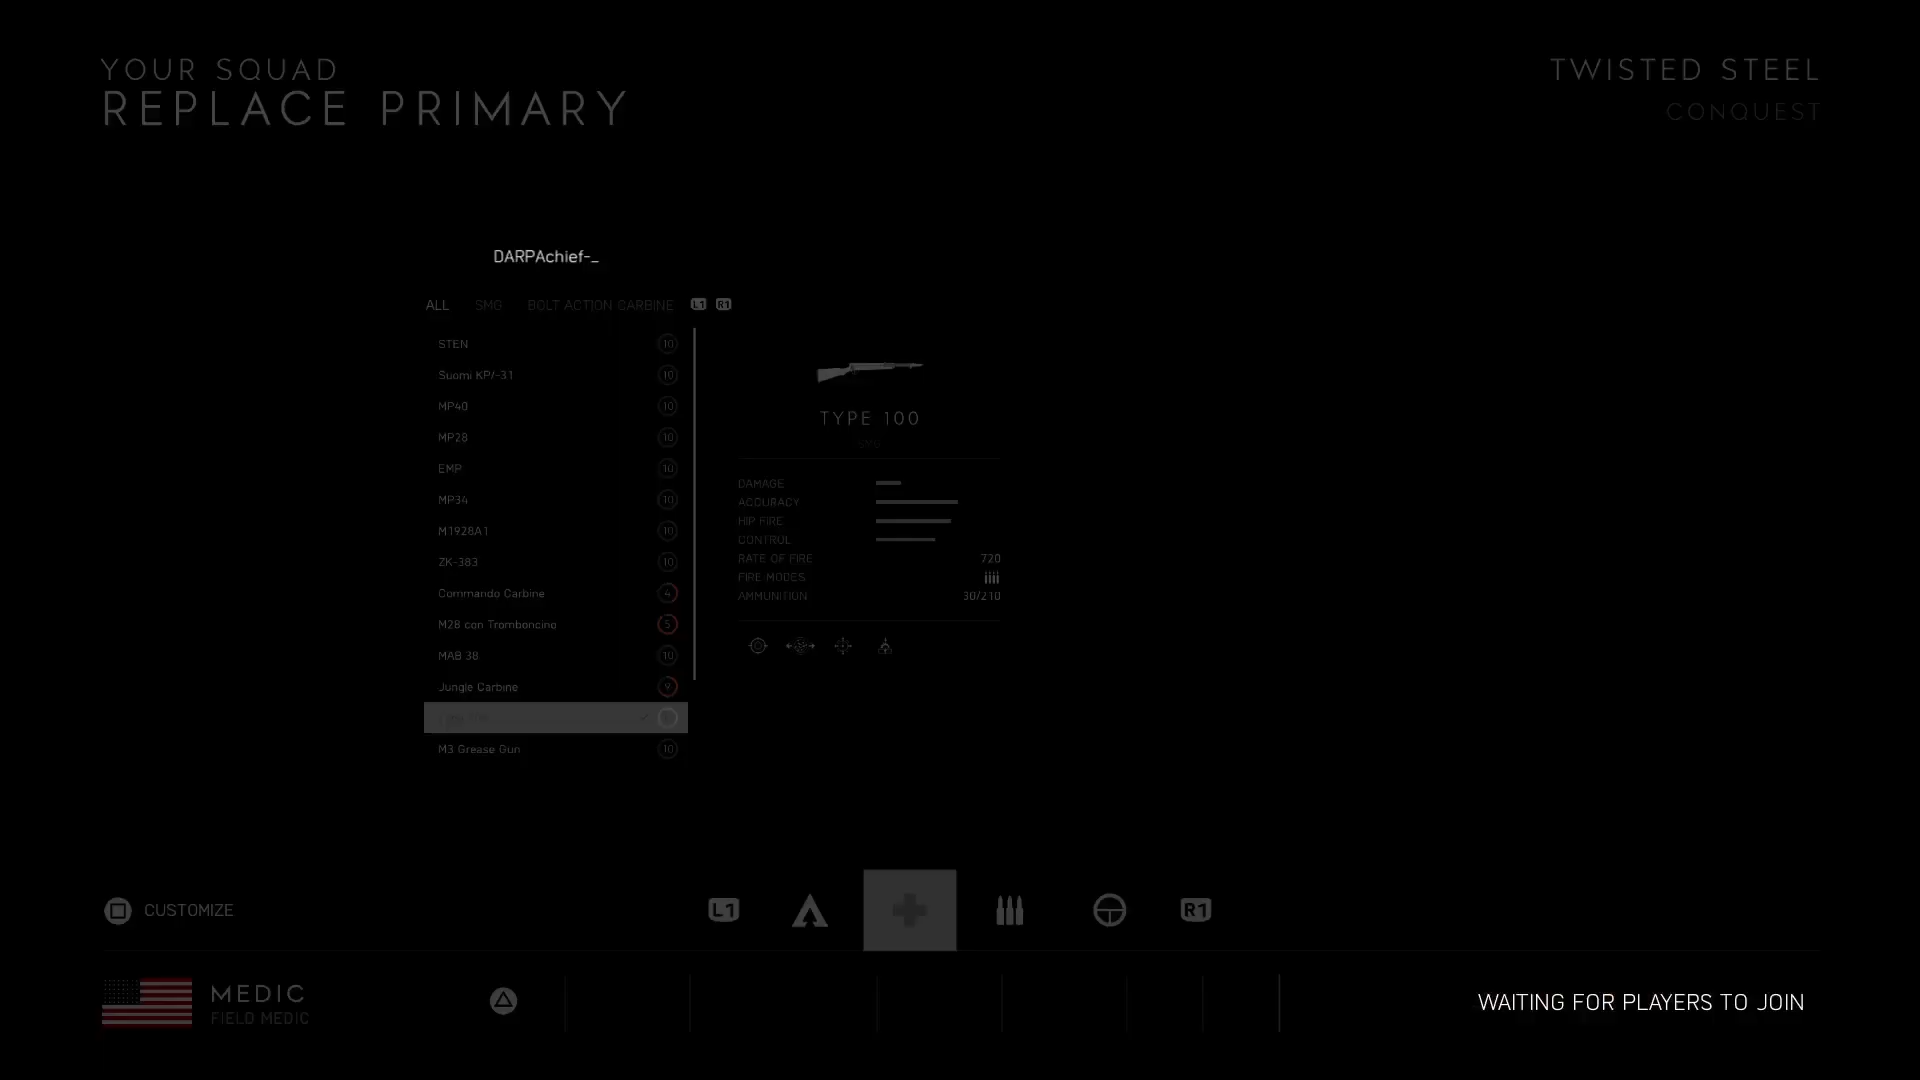 YOUR SQUAD
REPLACE PRIMARY
TWISTED STEEL
CONQUEST
DARPAchief-_
ALL SMG BOLT ACTION CARBINE L1 R1
STEN 10
Suomi KP/-31 10
MP40 10
MP28 10
EMP 10
MP34 10
M1928A1 10
ZK-383 10
Commando Carbine 4
M28 con Tromboncino 5
MAB 38 10
Jungle Carbine 9
M3 Grease Gun 10
TYPE 100
SMG
DAMAGE
ACCURACY
HIP FIRE
CONTROL
RATE OF FIRE 720
FIRE MODES
AMMUNITION 30/210
CUSTOMIZE
L1 R1
MEDIC
FIELD MEDIC
WAITING FOR PLAYERS TO JOIN